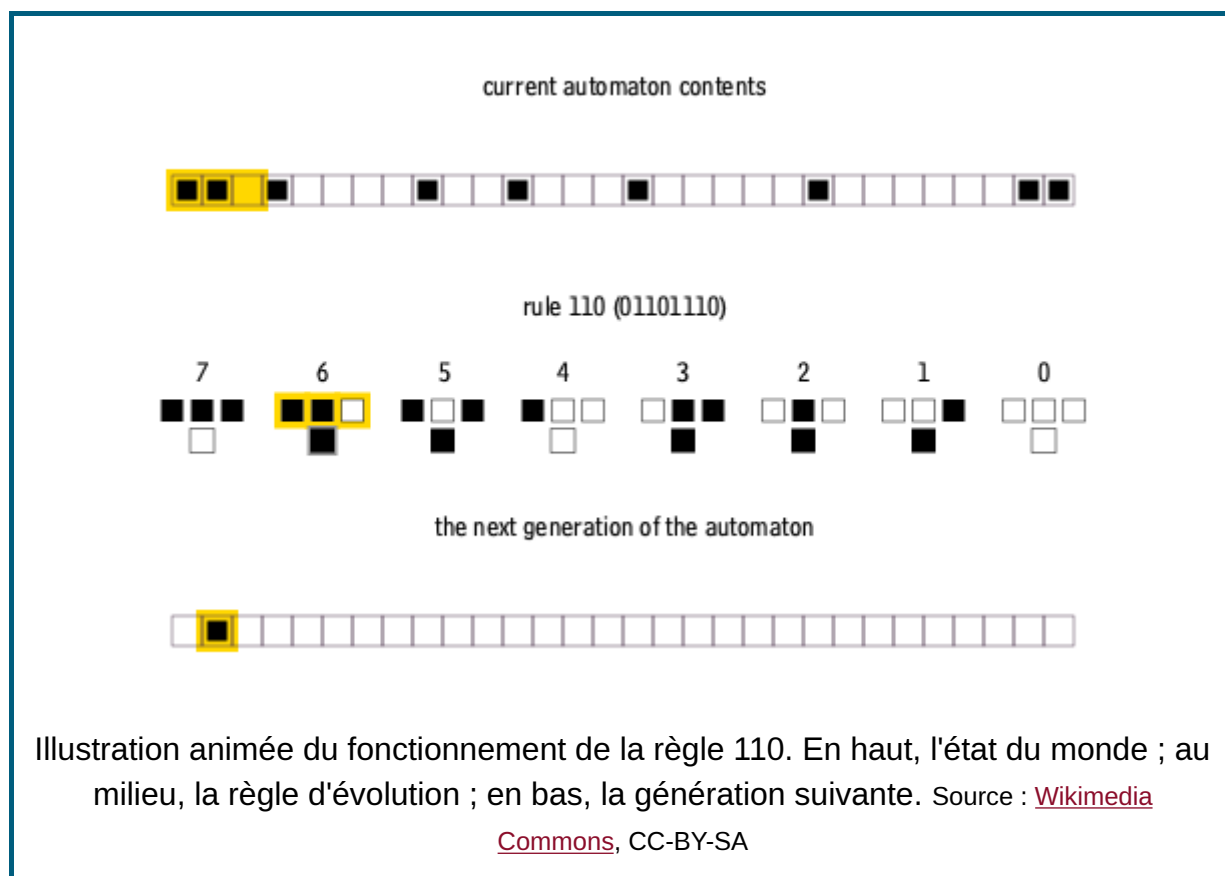 current automaton contents
rule 110 (01101110)
7 6 5 4 3 2 1 0
the next generation of the automaton
Illustration animée du fonctionnement de la règle 110. En haut, l'état du monde ; au
milieu, la règle d'évolution ; en bas, la génération suivante. Source : Wikimedia
Commons, CC-BY-SA